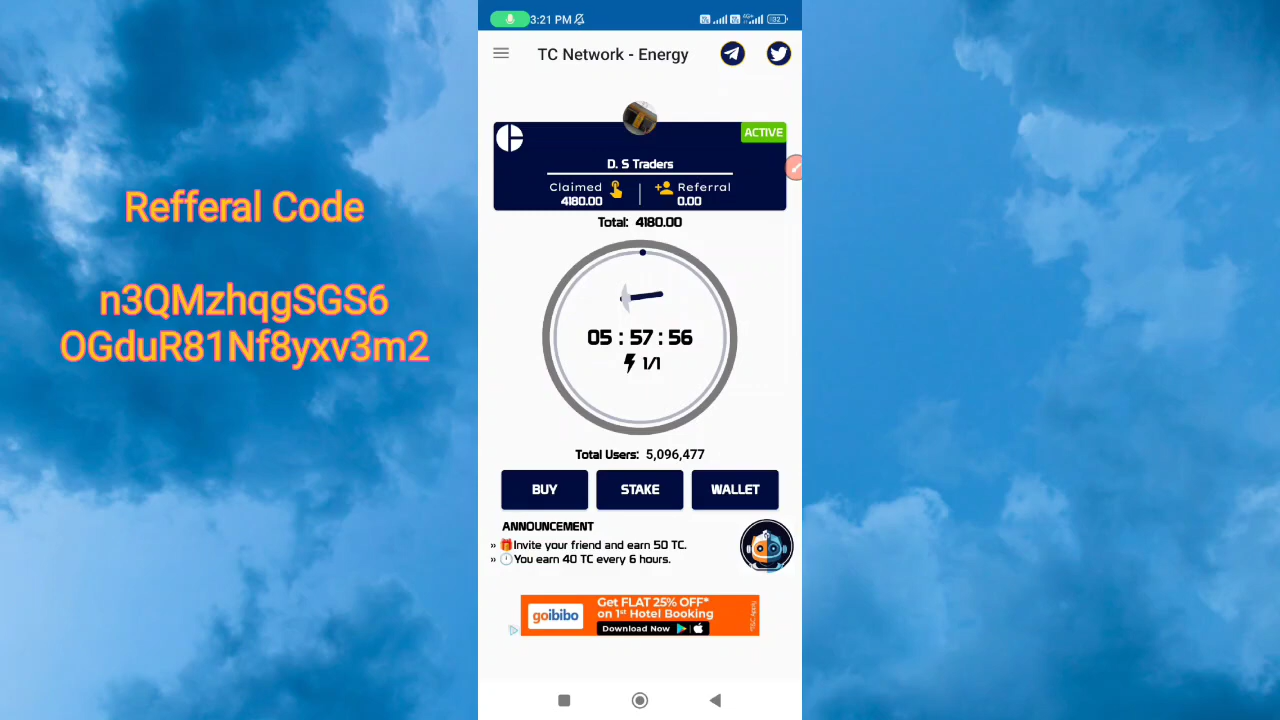 Refferal Code
n3QMzhqgSGS6
OGduR81Nf8yxv3m2
3:21 PM
TC Network - Energy
ACTIVE
D. S Traders
Claimed
4180.00
Referral
0.00
Total: 4180.00
05 : 57 : 56
1/1
Total Users: 5,096,477
BUY
STAKE
WALLET
ANNOUNCEMENT
» 🎁Invite your friend and earn 50 TC.
» 🕛You earn 40 TC every 6 hours.
goibibo
Get FLAT 25% OFF*
on 1st Hotel Booking
Download Now